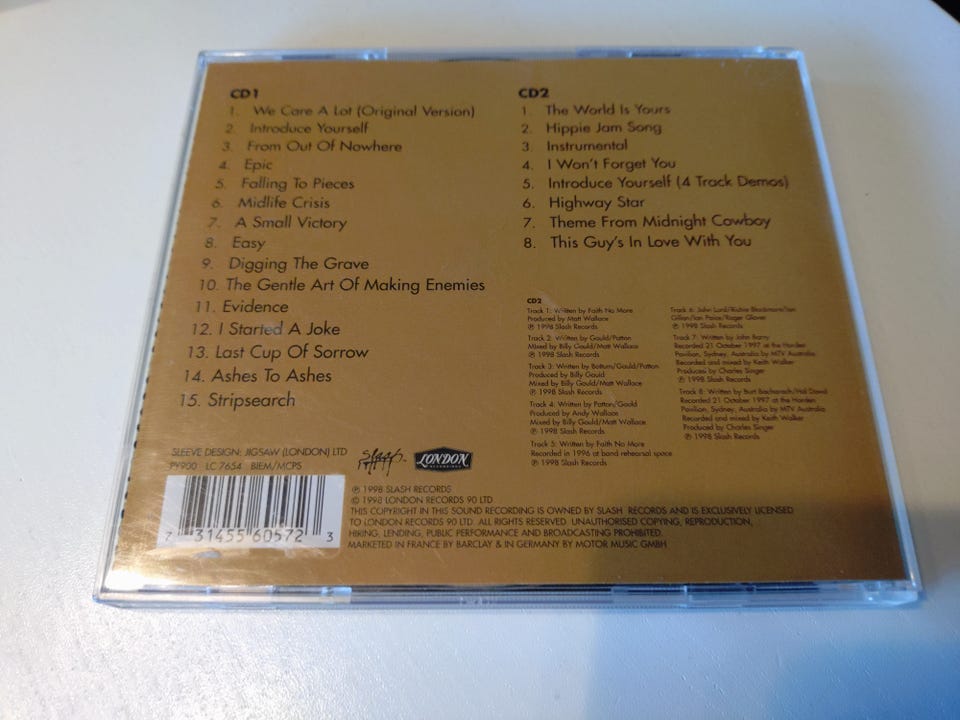 CD1
1. We Care A Lot (Original Version)
2. Introduce Yourself
3. From Out Of Nowhere
4. Epic
5. Falling To Pieces
6. Midlife Crisis
7. A Small Victory
8. Easy
9. Digging The Grave
10. The Gentle Art Of Making Enemies
11. Evidence
12. I Started A Joke
13. Last Cup Of Sorrow
14. Ashes To Ashes
15. Stripsearch
CD2
1. The World Is Yours
2. Hippie Jam Song
3. Instrumental
4. I Won't Forget You
5. Introduce Yourself (4 Track Demos)
6. Highway Star
7. Theme From Midnight Cowboy
8. This Guy's In Love With You
CD2
Track 1: Written by Faith No More
Produced by Matt Wallace
℗ 1998 Slash Records
Track 2: Written by Gould/Patton
Mixed by Billy Gould/Matt Wallace
℗ 1998 Slash Records
Track 3: Written by Bottum/Gould/Patton
Produced by Billy Gould
Mixed by Billy Gould/Matt Wallace
℗ 1998 Slash Records
Track 4: Written by Patton/Gould
Produced by Andy Wallace
Mixed by Billy Gould/Matt Wallace
℗ 1998 Slash Records
Track 5: Written by Faith No More
Recorded in 1996 at band rehearsal space
℗ 1998 Slash Records
Track 6: John Lord/Ritchie Blackmore/Ian
Gillan/Ian Paice/Roger Glover
℗ 1998 Slash Records
Track 7: Written by John Barry
Recorded 21 October 1997 at the Horden
Pavilion, Sydney, Australia by MTV Australia
Recorded and mixed by Keith Walker
Produced by Charles Singer
℗ 1998 Slash Records
Track 8: Written by Burt Bacharach/Hal David
Recorded 21 October 1997 at the Horden
Pavilion, Sydney, Australia by MTV Australia
Recorded and mixed by Keith Walker
Produced by Charles Singer
℗ 1998 Slash Records
SLEEVE DESIGN: JIGSAW (LONDON) LTD
PY900 LC 7654 BIEM/MCPS
slash
LONDON
RECORDINGS
7 31455 60572 3
℗ 1998 SLASH RECORDS
© 1998 LONDON RECORDS 90 LTD
THIS COPYRIGHT IN THIS SOUND RECORDING IS OWNED BY SLASH RECORDS AND IS EXCLUSIVELY LICENSED
TO LONDON RECORDS 90 LTD. ALL RIGHTS RESERVED. UNAUTHORISED COPYING, REPRODUCTION,
HIRING, LENDING, PUBLIC PERFORMANCE AND BROADCASTING PROHIBITED.
MARKETED IN FRANCE BY BARCLAY & IN GERMANY BY MOTOR MUSIC GMBH